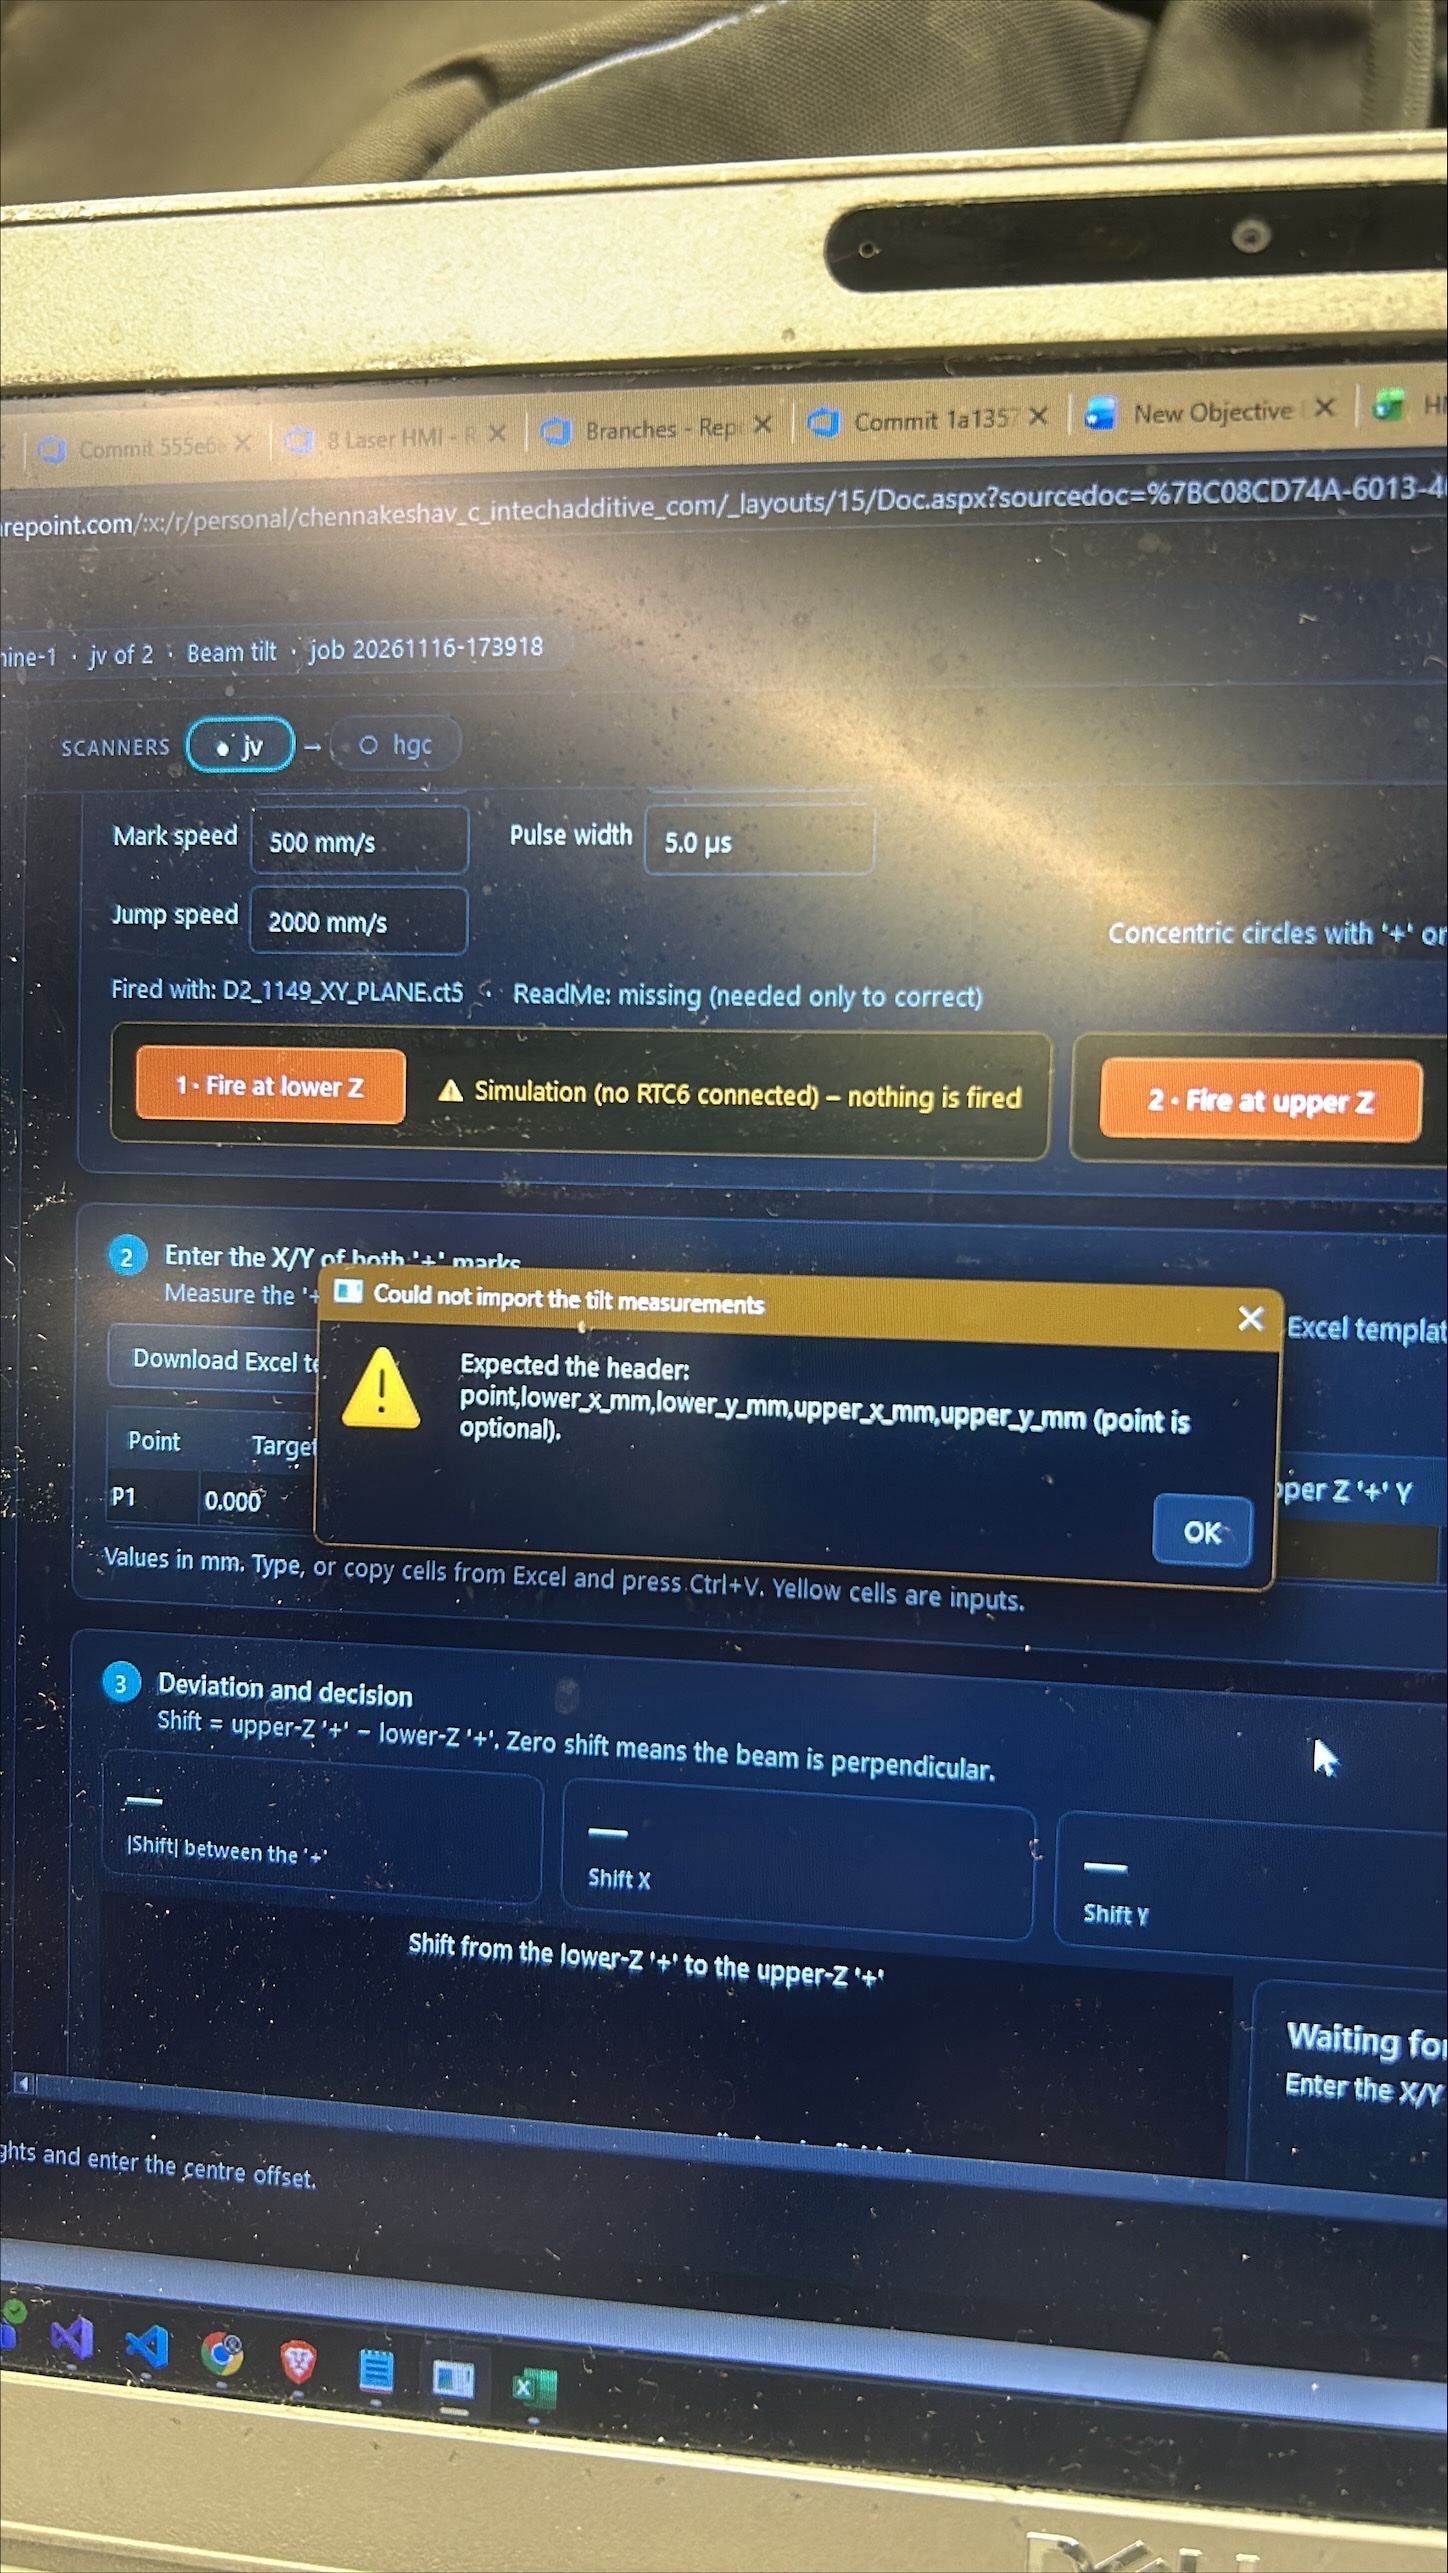 Commit 555e6e
8 Laser HMI - R
Branches - Rep
Commit 1a1357
New Objective
repoint.com/:x:/r/personal/chennakeshav_c_intechadditive_com/_layouts/15/Doc.aspx?sourcedoc=%7BC08CD74A-6013-4
ine-1 · jv of 2 · Beam tilt · job 20261116-173918
SCANNERS jv → hgc
Mark speed 500 mm/s Pulse width 5.0 µs
Jump speed 2000 mm/s
Concentric circles with '+' or
Fired with: D2_1149_XY_PLANE.ct5 · ReadMe: missing (needed only to correct)
1 · Fire at lower Z
Simulation (no RTC6 connected) – nothing is fired
2 · Fire at upper Z
2 Enter the X/Y of both '+' marks
Measure the '+
Excel templat
Could not import the tilt measurements
Expected the header:
point,lower_x_mm,lower_y_mm,upper_x_mm,upper_y_mm (point is
optional).
OK
Download Excel te
Point Target
per Z '+' Y
P1 0.000
Values in mm. Type, or copy cells from Excel and press Ctrl+V. Yellow cells are inputs.
3 Deviation and decision
Shift = upper-Z '+' − lower-Z '+'. Zero shift means the beam is perpendicular.
|Shift| between the '+'
Shift X
Shift Y
Shift from the lower-Z '+' to the upper-Z '+'
Waiting for
Enter the X/Y
ghts and enter the centre offset.